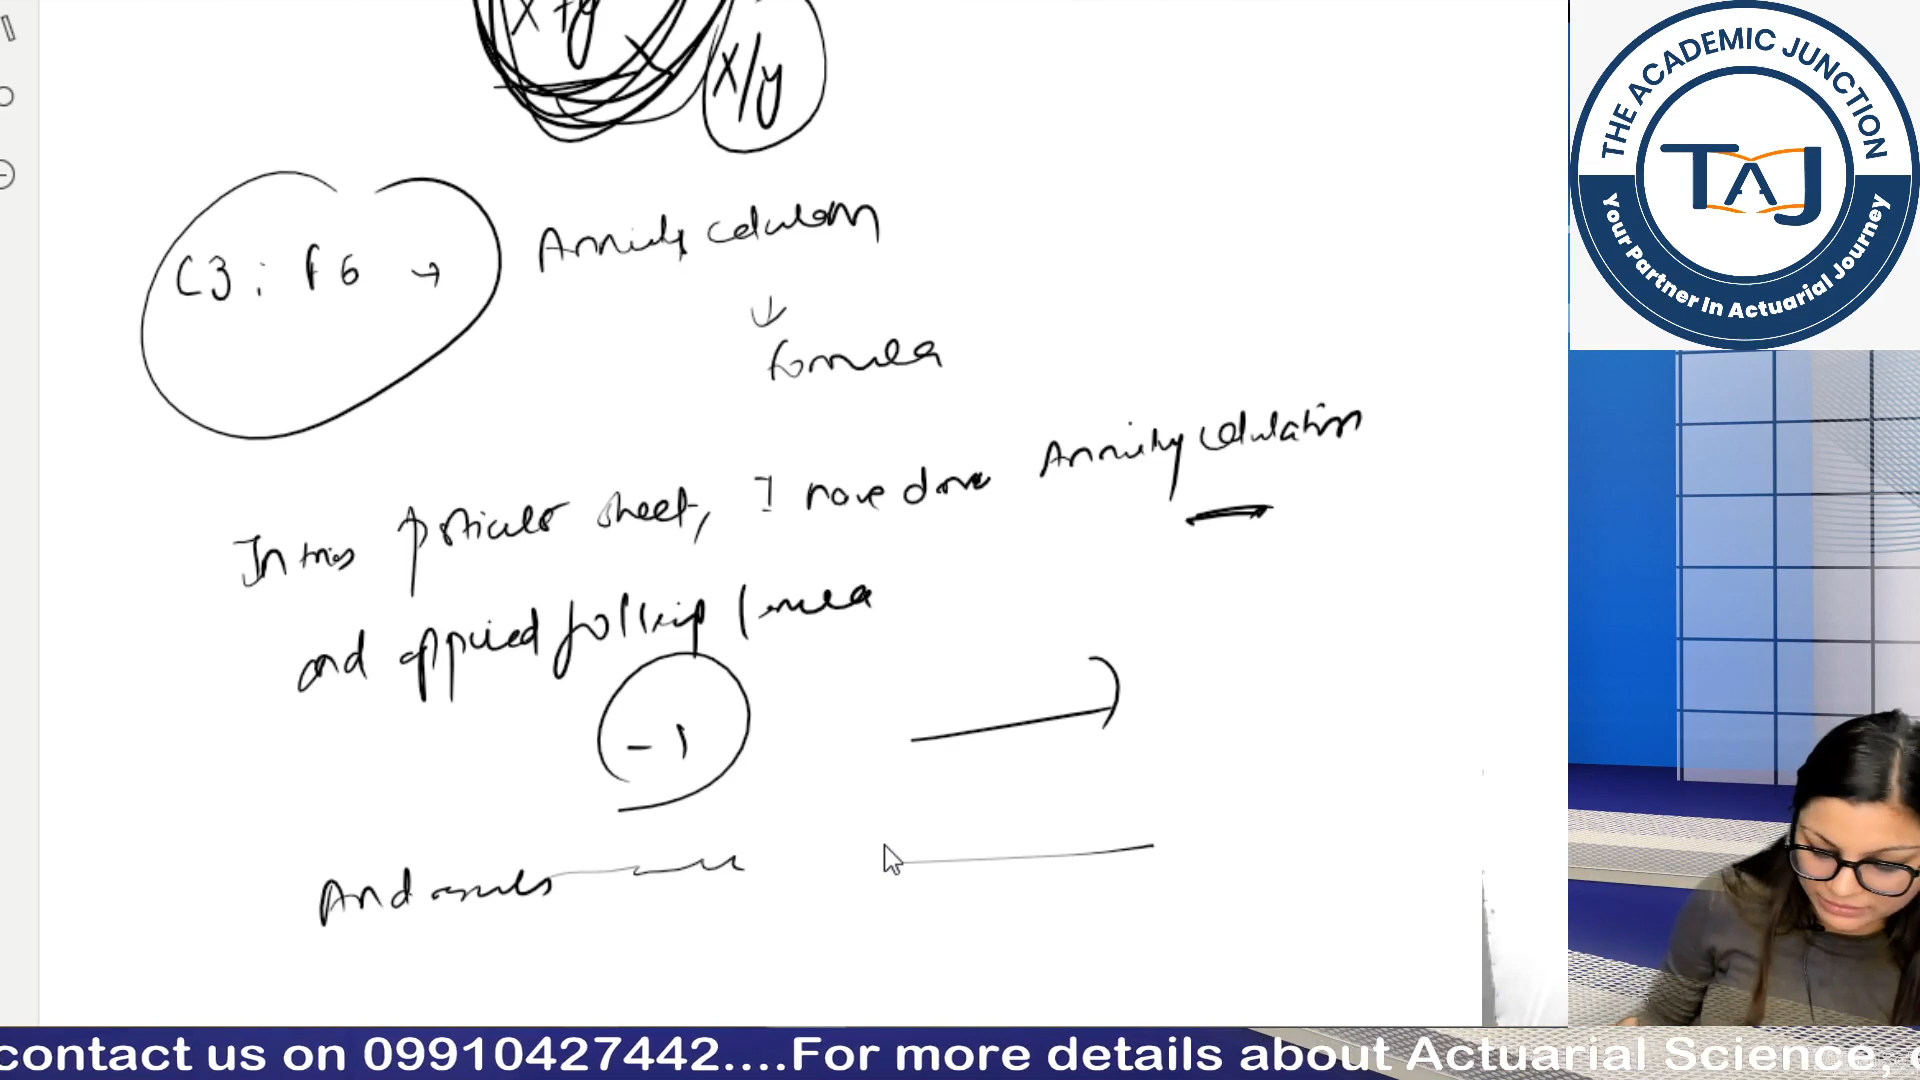 x + y
x/y
C3 : F6 → Annuity calculation
↓
formula
In this particular sheet, I have done Annuity calculation
and applied following formula
- 1
And
THE ACADEMIC JUNCTION
TAJ
Your Partner In Actuarial Journey
contact us on 09910427442....For more details about Actuarial Science,